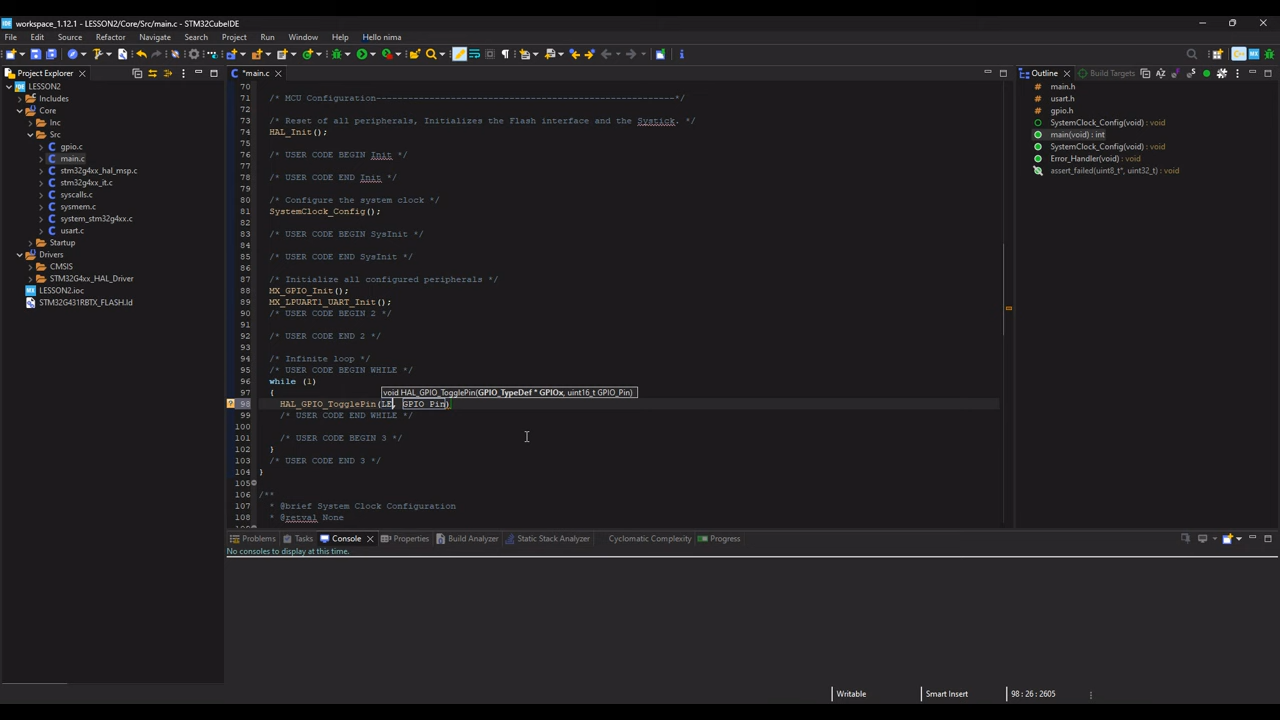 workspace_1.12.1 - LESSON2/Core/Src/main.c - STM32CubeIDE
File Edit Source Refactor Navigate Search Project Run Window Help Hello nima
Project Explorer
*main.c
Outline
Build Targets
LESSON2
Includes
Core
Inc
Src
gpio.c
main.c
stm32g4xx_hal_msp.c
stm32g4xx_it.c
syscalls.c
sysmem.c
system_stm32g4xx.c
usart.c
Startup
Drivers
CMSIS
STM32G4xx_HAL_Driver
LESSON2.ioc
STM32G431RBTX_FLASH.ld
70
71 /* MCU Configuration--------------------------------------------------------*/
72
73 /* Reset of all peripherals, Initializes the Flash interface and the Systick. */
74 HAL_Init();
75
76 /* USER CODE BEGIN Init */
77
78 /* USER CODE END Init */
79
80 /* Configure the system clock */
81 SystemClock_Config();
82
83 /* USER CODE BEGIN SysInit */
84
85 /* USER CODE END SysInit */
86
87 /* Initialize all configured peripherals */
88 MX_GPIO_Init();
89 MX_LPUART1_UART_Init();
90 /* USER CODE BEGIN 2 */
91
92 /* USER CODE END 2 */
93
94 /* Infinite loop */
95 /* USER CODE BEGIN WHILE */
96 while (1)
97 {
void HAL_GPIO_TogglePin(GPIO_TypeDef * GPIOx, uint16_t GPIO_Pin)
98 HAL_GPIO_TogglePin(LE, GPIO_Pin)
99 /* USER CODE END WHILE */
100
101 /* USER CODE BEGIN 3 */
102 }
103 /* USER CODE END 3 */
104 }
105
106 /**
107 * @brief System Clock Configuration
108 * @retval None
main.h
usart.h
gpio.h
SystemClock_Config(void) : void
main(void) : int
SystemClock_Config(void) : void
Error_Handler(void) : void
assert_failed(uint8_t*, uint32_t) : void
Problems Tasks Console Properties Build Analyzer Static Stack Analyzer Cyclomatic Complexity Progress
No consoles to display at this time.
Writable Smart Insert 98 : 26 : 2605